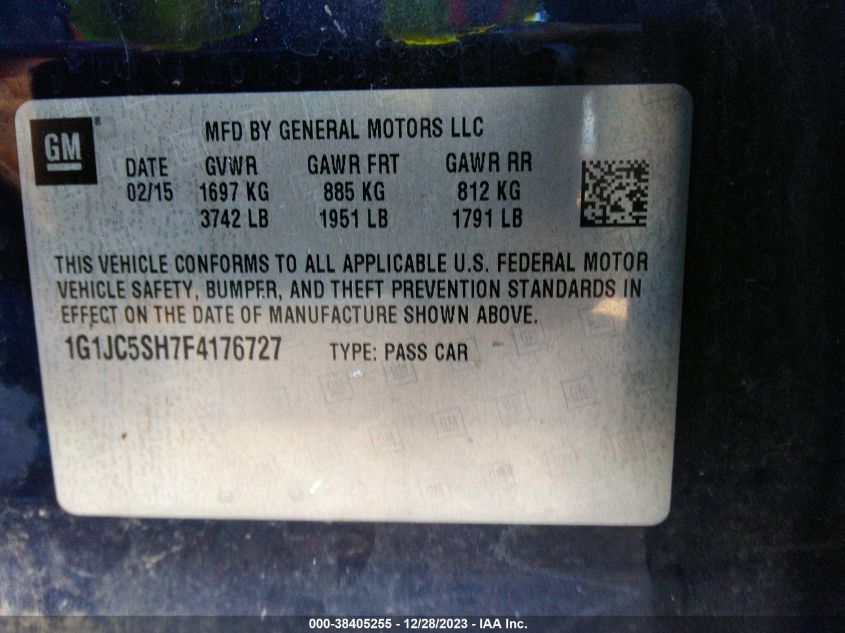 GM ®
MFD BY GENERAL MOTORS LLC
DATE GVWR GAWR FRT GAWR RR
02/15 1697 KG 885 KG 812 KG
3742 LB 1951 LB 1791 LB
THIS VEHICLE CONFORMS TO ALL APPLICABLE U.S. FEDERAL MOTOR
VEHICLE SAFETY, BUMPER, AND THEFT PREVENTION STANDARDS IN
EFFECT ON THE DATE OF MANUFACTURE SHOWN ABOVE.
1G1JC5SH7F4176727 TYPE: PASS CAR
000-38405255 - 12/28/2023 - IAA Inc.